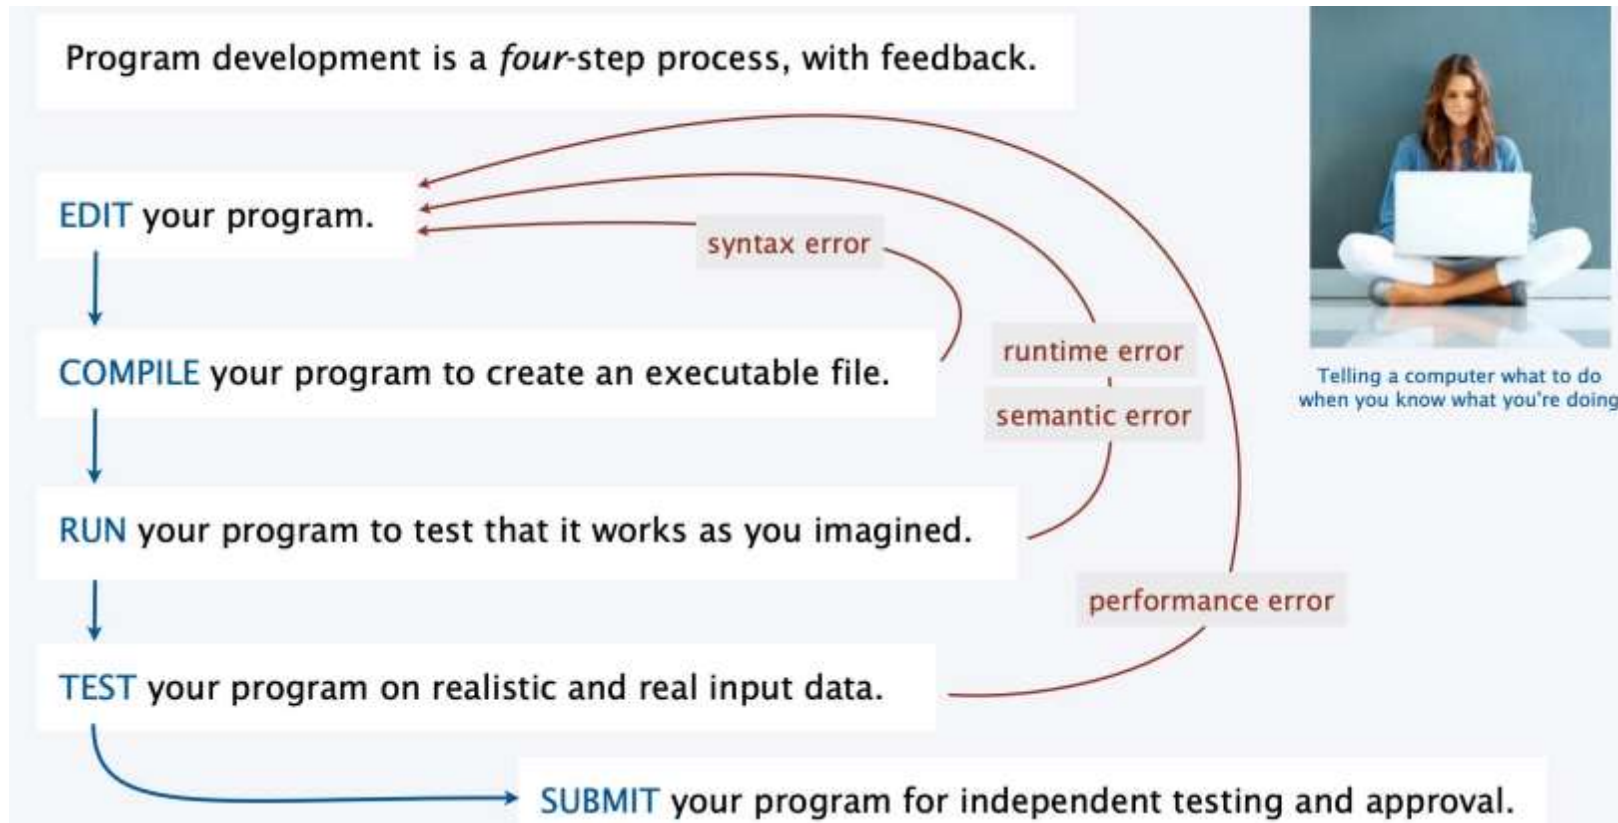 Program development is a four-step process, with feedback.
EDIT your program.
syntax error
COMPILE your program to create an executable file.
runtime error
semantic error
Telling a computer what to do
when you know what you're doing
RUN your program to test that it works as you imagined.
performance error
TEST your program on realistic and real input data.
SUBMIT your program for independent testing and approval.